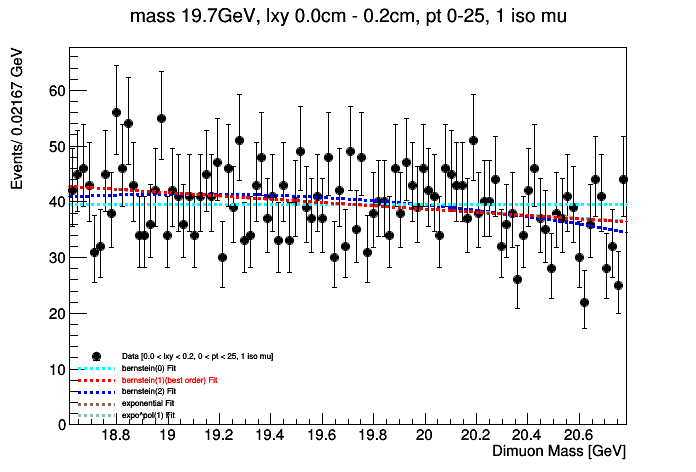 mass 19.7GeV, lxy 0.0cm - 0.2cm, pt 0-25, 1 iso mu
Events/ 0.02167 GeV
60
50
40
30
20
10
0
Data [0.0 < lxy < 0.2, 0 < pt < 25, 1 iso mu]
bernstein(0) Fit
bernstein(1)(best order) Fit
bernstein(2) Fit
exponential Fit
expo*pol(1) Fit
18.8 19 19.2 19.4 19.6 19.8 20 20.2 20.4 20.6
Dimuon Mass [GeV]